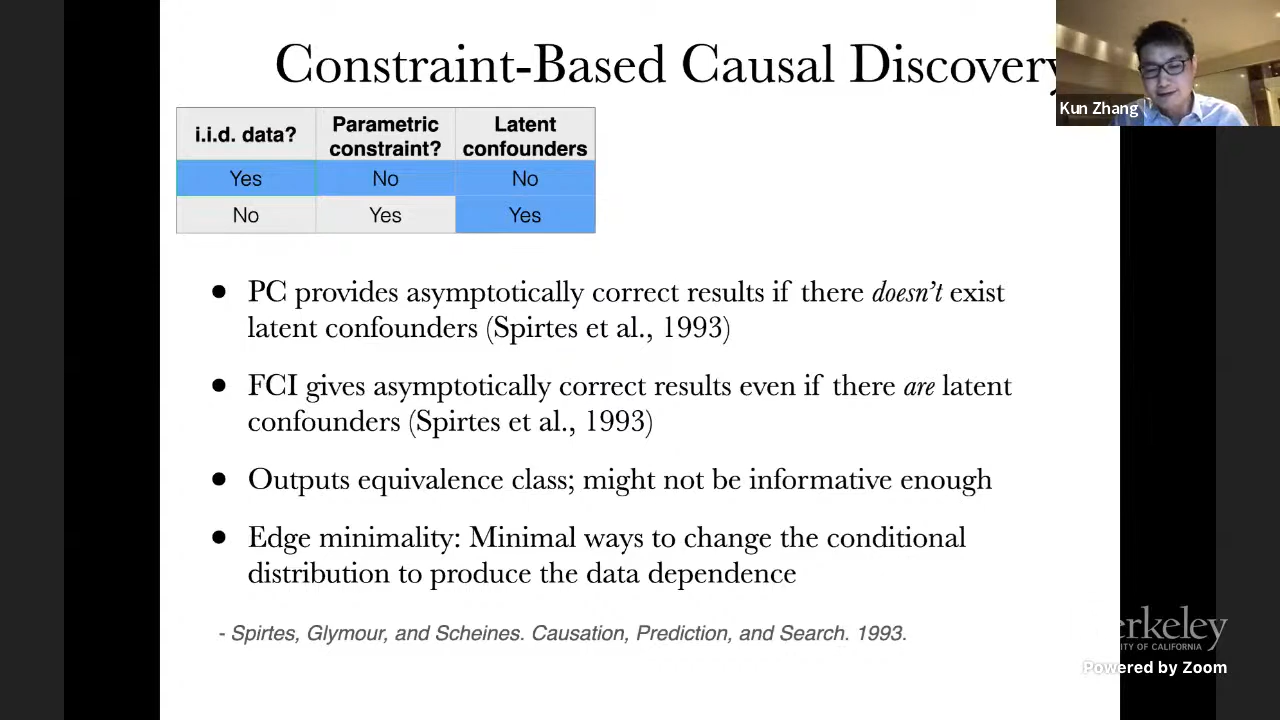 Constraint-Based Causal Discovery
Kun Zhang
i.i.d. data? Parametric constraint? Latent confounders
Yes No No
No Yes Yes
● PC provides asymptotically correct results if there doesn't exist
latent confounders (Spirtes et al., 1993)
● FCI gives asymptotically correct results even if there are latent
confounders (Spirtes et al., 1993)
● Outputs equivalence class; might not be informative enough
● Edge minimality: Minimal ways to change the conditional
distribution to produce the data dependence
- Spirtes, Glymour, and Scheines. Causation, Prediction, and Search. 1993.
erkeley
ITY OF CALIFORNIA
Powered by Zoom